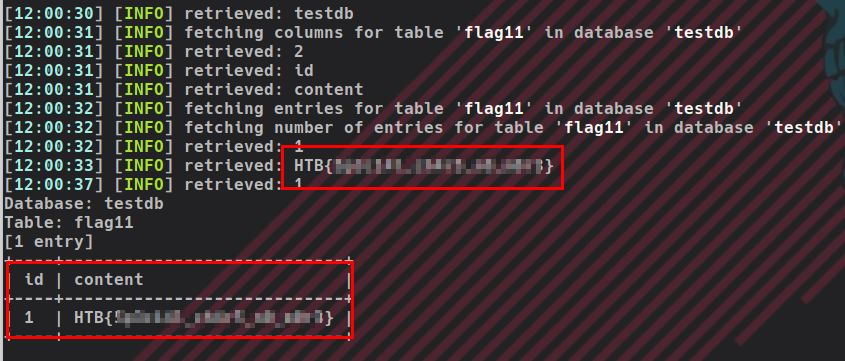 [12:00:30] [INFO] retrieved: testdb
[12:00:31] [INFO] fetching columns for table 'flag11' in database 'testdb'
[12:00:31] [INFO] retrieved: 2
[12:00:31] [INFO] retrieved: id
[12:00:31] [INFO] retrieved: content
[12:00:32] [INFO] fetching entries for table 'flag11' in database 'testdb'
[12:00:32] [INFO] fetching number of entries for table 'flag11' in database 'testdb'
[12:00:32] [INFO] retrieved: 1
[12:00:33] [INFO] retrieved: HTB{
[12:00:37] [INFO] retrieved: 1
Database: testdb
Table: flag11
[1 entry]
| id | content |
| 1 | HTB{